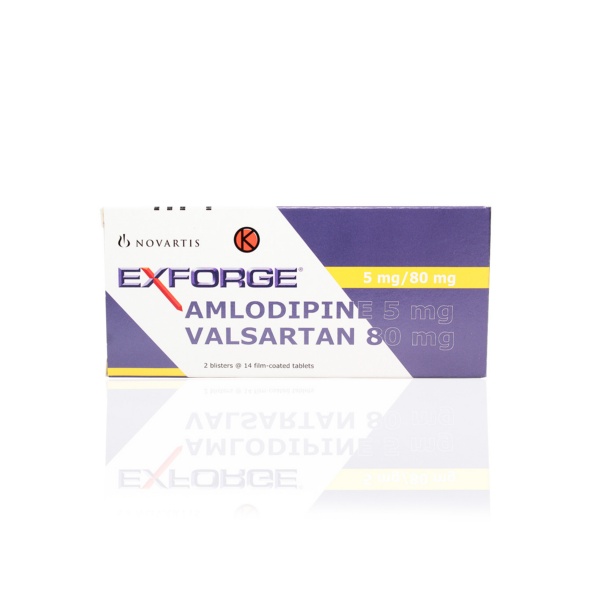 NOVARTIS
K
EXFORGE®
5 mg/80 mg
AMLODIPINE 5 mg
VALSARTAN 80 mg
2 blisters @ 14 film-coated tablets